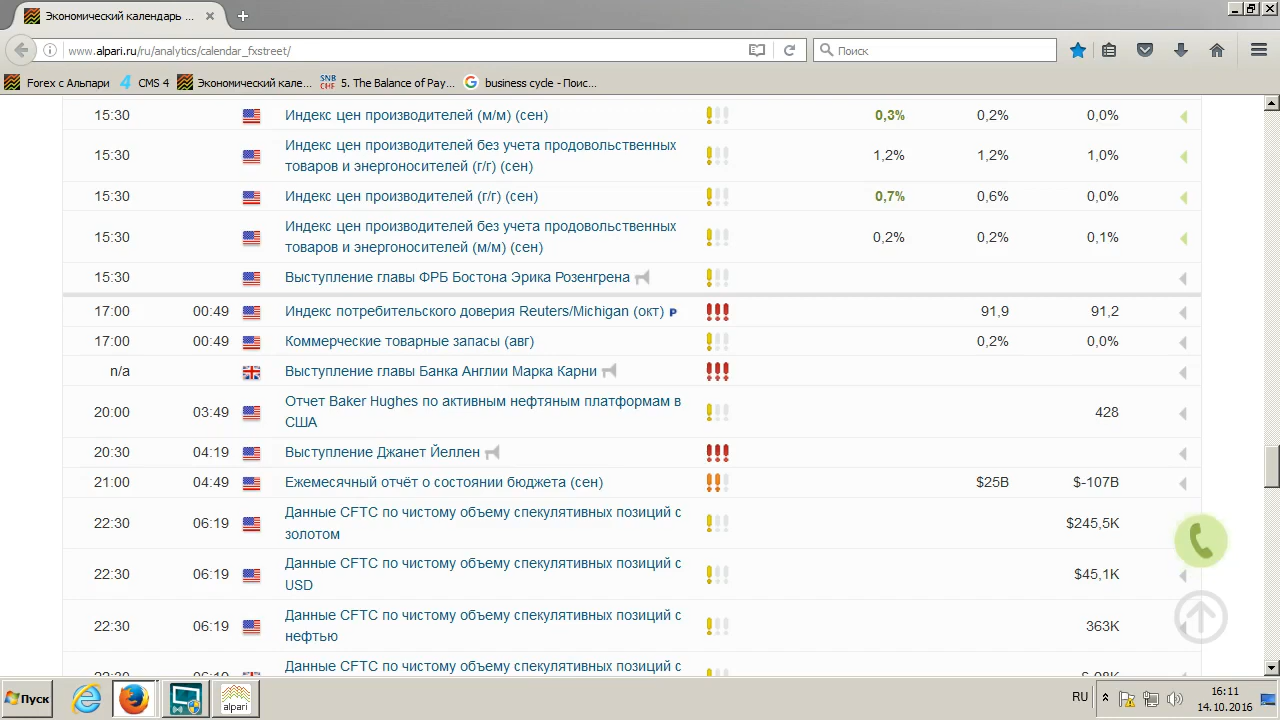 Экономический календарь ...
www.alpari.ru/ru/analytics/calendar_fxstreet/
Поиск
Forex с Альпари
CMS 4
Экономический кале...
SNB CHF
5. The Balance of Pay...
business cycle - Поис...
15:30 Индекс цен производителей (м/м) (сен) 0,3% 0,2% 0,0%
15:30 Индекс цен производителей без учета продовольственных
товаров и энергоносителей (г/г) (сен) 1,2% 1,2% 1,0%
15:30 Индекс цен производителей (г/г) (сен) 0,7% 0,6% 0,0%
15:30 Индекс цен производителей без учета продовольственных
товаров и энергоносителей (м/м) (сен) 0,2% 0,2% 0,1%
15:30 Выступление главы ФРБ Бостона Эрика Розенгрена
17:00 00:49 Индекс потребительского доверия Reuters/Michigan (окт) P 91,9 91,2
17:00 00:49 Коммерческие товарные запасы (авг) 0,2% 0,0%
n/a Выступление главы Банка Англии Марка Карни
20:00 03:49 Отчет Baker Hughes по активным нефтяным платформам в
США 428
20:30 04:19 Выступление Джанет Йеллен
21:00 04:49 Ежемесячный отчёт о состоянии бюджета (сен) $25B $-107B
22:30 06:19 Данные CFTC по чистому объему спекулятивных позиций с
золотом $245,5K
22:30 06:19 Данные CFTC по чистому объему спекулятивных позиций с
USD $45,1K
22:30 06:19 Данные CFTC по чистому объему спекулятивных позиций с
нефтью 363K
Данные CFTC по чистому объему спекулятивных позиций с
Пуск
alpari
RU
16:11
14.10.2016